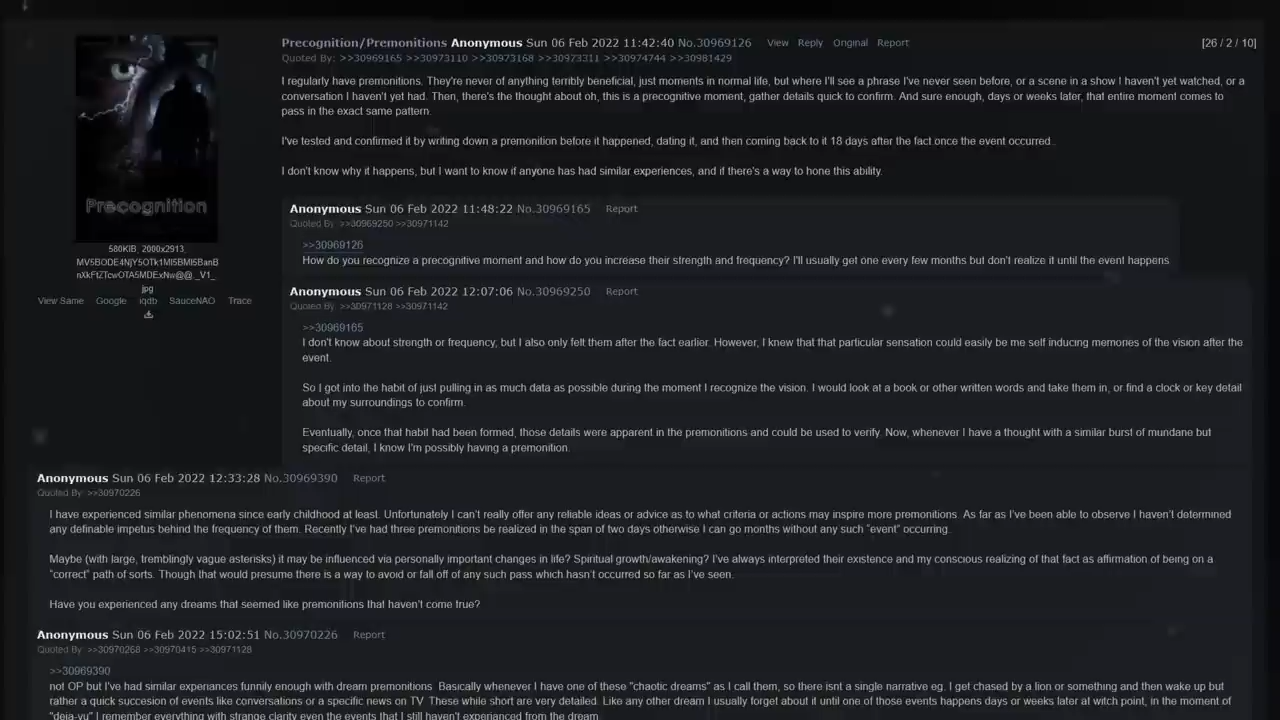 Precognition/Premonitions Anonymous Sun 06 Feb 2022 11:42:40 No.30969126 View Reply Original Report [26 / 2 / 10]
Quoted By: >>30969165 >>30973110 >>30973168 >>30973311 >>30974744 >>30981429
I regularly have premonitions. They're never of anything terribly beneficial, just moments in normal life, but where I'll see a phrase I've never seen before, or a scene in a show I haven't yet watched, or a
conversation I haven't yet had. Then, there's the thought about oh, this is a precognitive moment, gather details quick to confirm. And sure enough, days or weeks later, that entire moment comes to
pass in the exact same pattern.
I've tested and confirmed it by writing down a premonition before it happened, dating it, and then coming back to it 18 days after the fact once the event occurred.
I don't know why it happens, but I want to know if anyone has had similar experiences, and if there's a way to hone this ability.
Precognition
580KiB, 2000x2913,
MV5BODE4NjY5OTk1Ml5BMl5BanB
nXkFtZTcwOTA5MDExNw@@._V1_
jpg
View Same Google iqdb SauceNAO Trace
Anonymous Sun 06 Feb 2022 11:48:22 No.30969165 Report
Quoted By: >>30969250 >>30971142
>>30969126
How do you recognize a precognitive moment and how do you increase their strength and frequency? I'll usually get one every few months but don't realize it until the event happens
Anonymous Sun 06 Feb 2022 12:07:06 No.30969250 Report
Quoted By: >>30971128 >>30971142
>>30969165
I don't know about strength or frequency, but I also only felt them after the fact earlier. However, I knew that that particular sensation could easily be me self inducing memories of the vision after the
event.
So I got into the habit of just pulling in as much data as possible during the moment I recognize the vision. I would look at a book or other written words and take them in, or find a clock or key detail
about my surroundings to confirm.
Eventually, once that habit had been formed, those details were apparent in the premonitions and could be used to verify. Now, whenever I have a thought with a similar burst of mundane but
specific detail, I know I'm possibly having a premonition.
Anonymous Sun 06 Feb 2022 12:33:28 No.30969390 Report
Quoted By: >>30970226
I have experienced similar phenomena since early childhood at least. Unfortunately I can't really offer any reliable ideas or advice as to what criteria or actions may inspire more premonitions. As far as I've been able to observe I haven't determined
any definable impetus behind the frequency of them. Recently I've had three premonitions be realized in the span of two days otherwise I can go months without any such "event" occurring.
Maybe (with large, tremblingly vague asterisks) it may be influenced via personally important changes in life? Spiritual growth/awakening? I've always interpreted their existence and my conscious realizing of that fact as affirmation of being on a
"correct" path of sorts. Though that would presume there is a way to avoid or fall off of any such pass which hasn't occurred so far as I've seen.
Have you experienced any dreams that seemed like premonitions that haven't come true?
Anonymous Sun 06 Feb 2022 15:02:51 No.30970226 Report
Quoted By: >>30970268 >>30970415 >>30971128
>>30969390
not OP but I've had similar experiances funnily enough with dream premonitions. Basically whenever I have one of these "chaotic dreams" as I call them, so there isnt a single narrative eg. I get chased by a lion or something and then wake up but
rather a quick succesion of events like conversations or a specific news on TV. These while short are very detailed. Like any other dream I usually forget about it until one of those events happens days or weeks later at witch point, in the moment of
"deja-vu" I remember everything with strange clarity even the events that I still haven't experienced from the dream